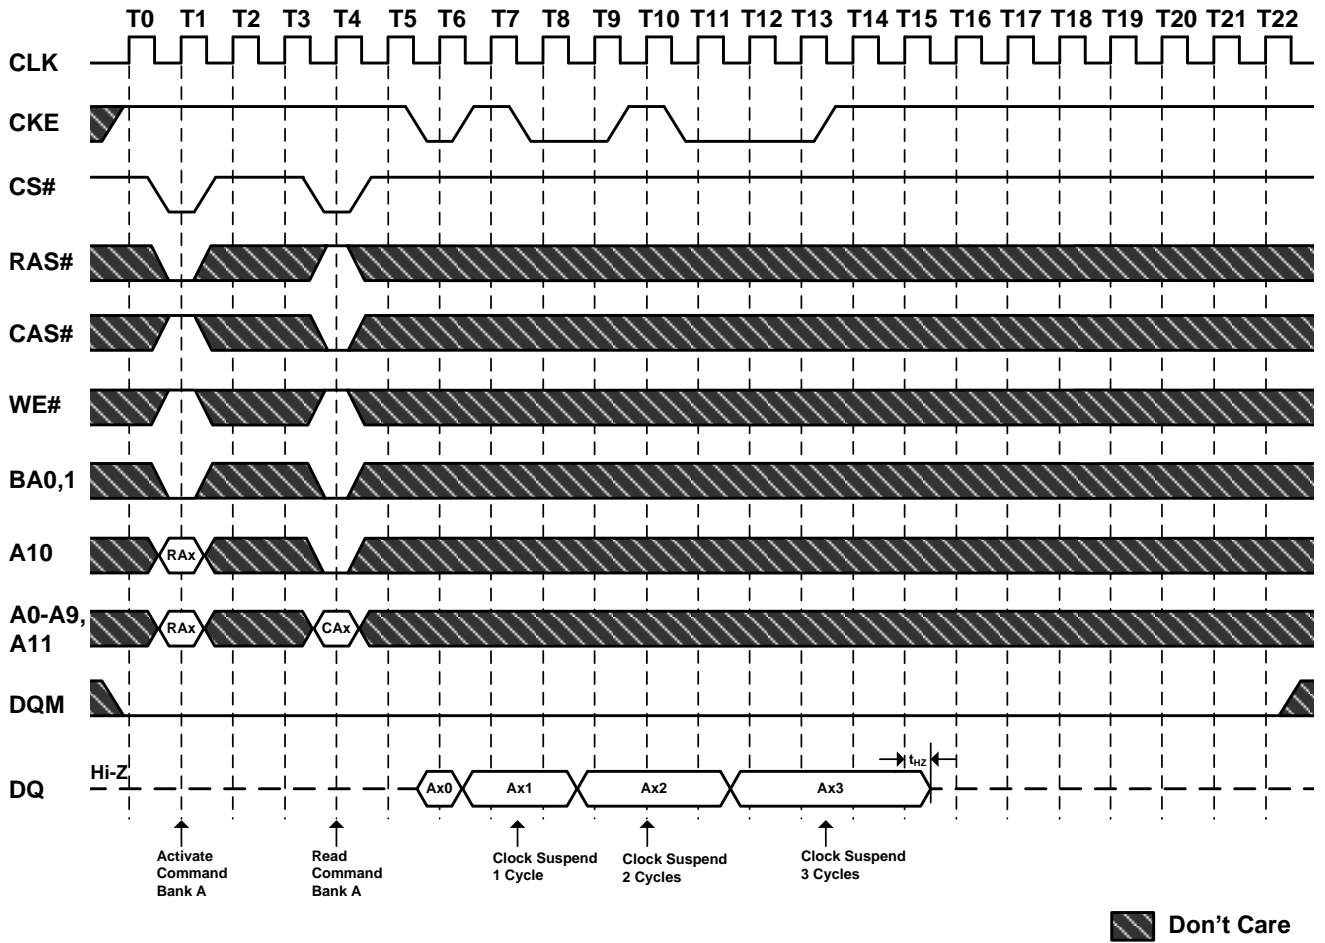 T0 T1 T2 T3 T4 T5 T6 T7 T8 T9 T10 T11 T12 T13 T14 T15 T16 T17 T18 T19 T20 T21 T22
CLK
CKE
CS#
RAS#
CAS#
WE#
BA0,1
A10
RAx
A0-A9,
A11
RAx
CAx
DQM
Hi-Z
tHZ
DQ
Ax0
Ax1
Ax2
Ax3
Activate
Command
Bank A
Read
Command
Bank A
Clock Suspend
1 Cycle
Clock Suspend
2 Cycles
Clock Suspend
3 Cycles
Don't Care